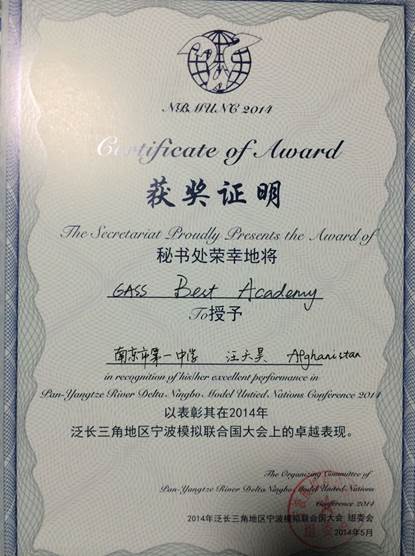 NBMUNC 2014
Certificate of Award
获奖证明
The Secretariat Proudly Presents the Award of
秘书处荣幸地将
GASS Best Academy
To授予
南京市第一中学 汪天昊 Afghanistan
in recognition of his/her excellent performance in
Pan-Yangtze River Delta Ningbo Model Untied Nations Conference 2014
以表彰其在2014年
泛长三角地区宁波模拟联合国大会上的卓越表现。
The Organizing Committee of
Pan-Yangtze River Delta Ningbo Model United Nations
Conference 2014
2014年泛长三角地区宁波模拟联合国大会 组委会
2014年5月